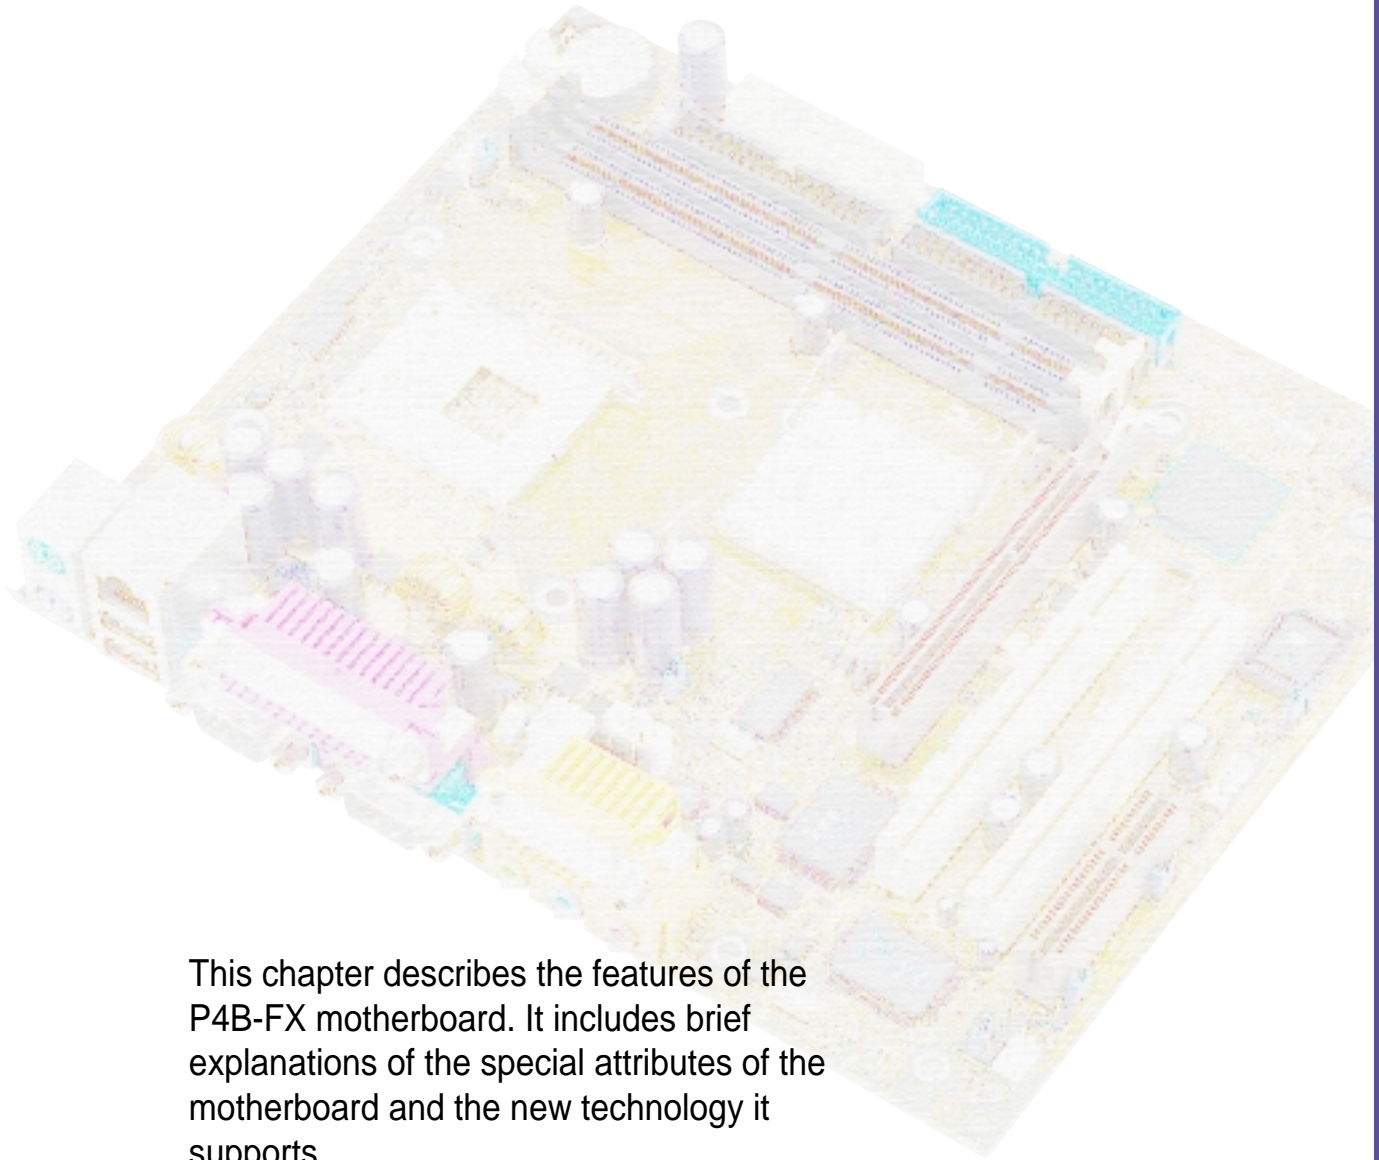 This chapter describes the features of the
P4B-FX motherboard. It includes brief
explanations of the special attributes of the
motherboard and the new technology it
supports